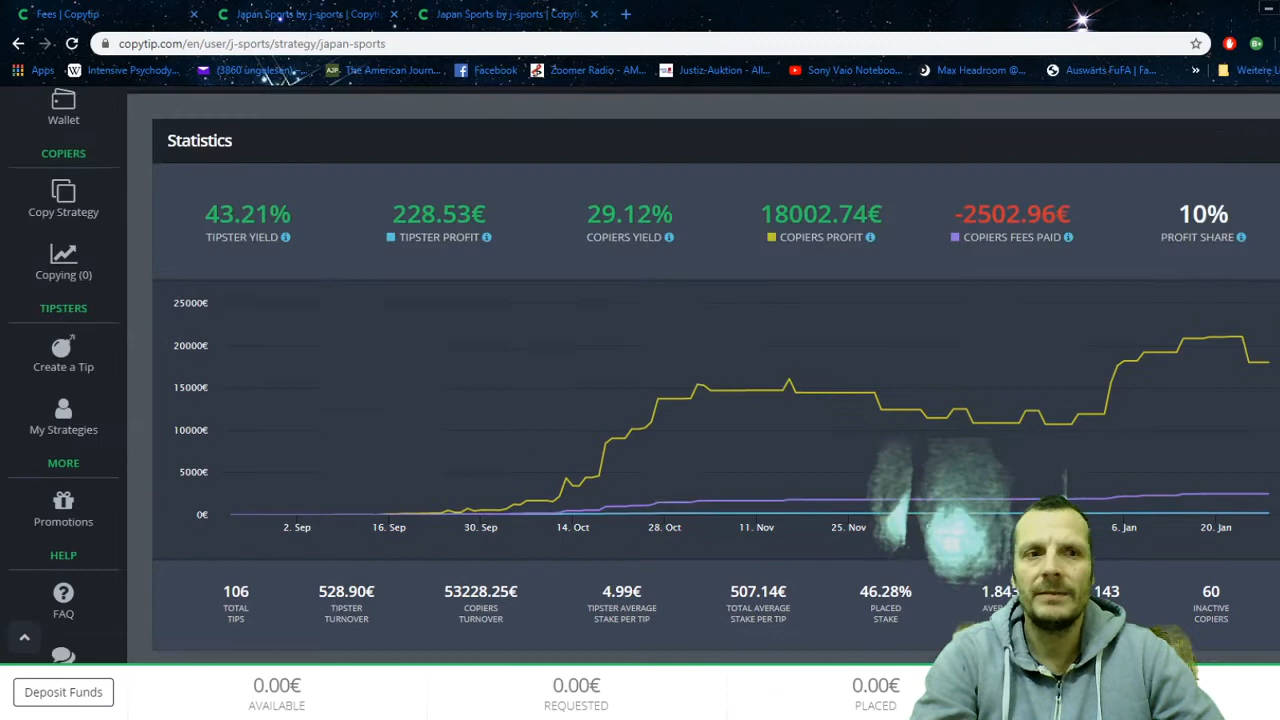 Fees | Copytip
Japan Sports by j-sports | Copyti
Japan Sports by j-sports | Copyti
copytip.com/en/user/j-sports/strategy/japan-sports
Apps
Intensive Psychody...
(3860 ungelesen)
The American Journ...
Facebook
Zoomer Radio - AM...
Justiz-Auktion - All...
Sony Vaio Noteboo...
Max Headroom @...
Auswärts FuFA | Fa...
Weitere L
Wallet
COPIERS
Copy Strategy
Copying (0)
TIPSTERS
Create a Tip
My Strategies
MORE
Promotions
HELP
FAQ
Statistics
43.21% 228.53€ 29.12% 18002.74€ -2502.96€ 10%
TIPSTER YIELD TIPSTER PROFIT COPIERS YIELD COPIERS PROFIT COPIERS FEES PAID PROFIT SHARE
25000€
20000€
15000€
10000€
5000€
0€
2. Sep 16. Sep 30. Sep 14. Oct 28. Oct 11. Nov 25. Nov 6. Jan 20. Jan
106 528.90€ 53228.25€ 4.99€ 507.14€ 46.28% 1.843 143 60
TOTAL TIPSTER COPIERS TIPSTER AVERAGE TOTAL AVERAGE PLACED INACTIVE
TIPS TURNOVER TURNOVER STAKE PER TIP STAKE PER TIP STAKE COPIERS
Deposit Funds
0.00€ 0.00€ 0.00€
AVAILABLE REQUESTED PLACED